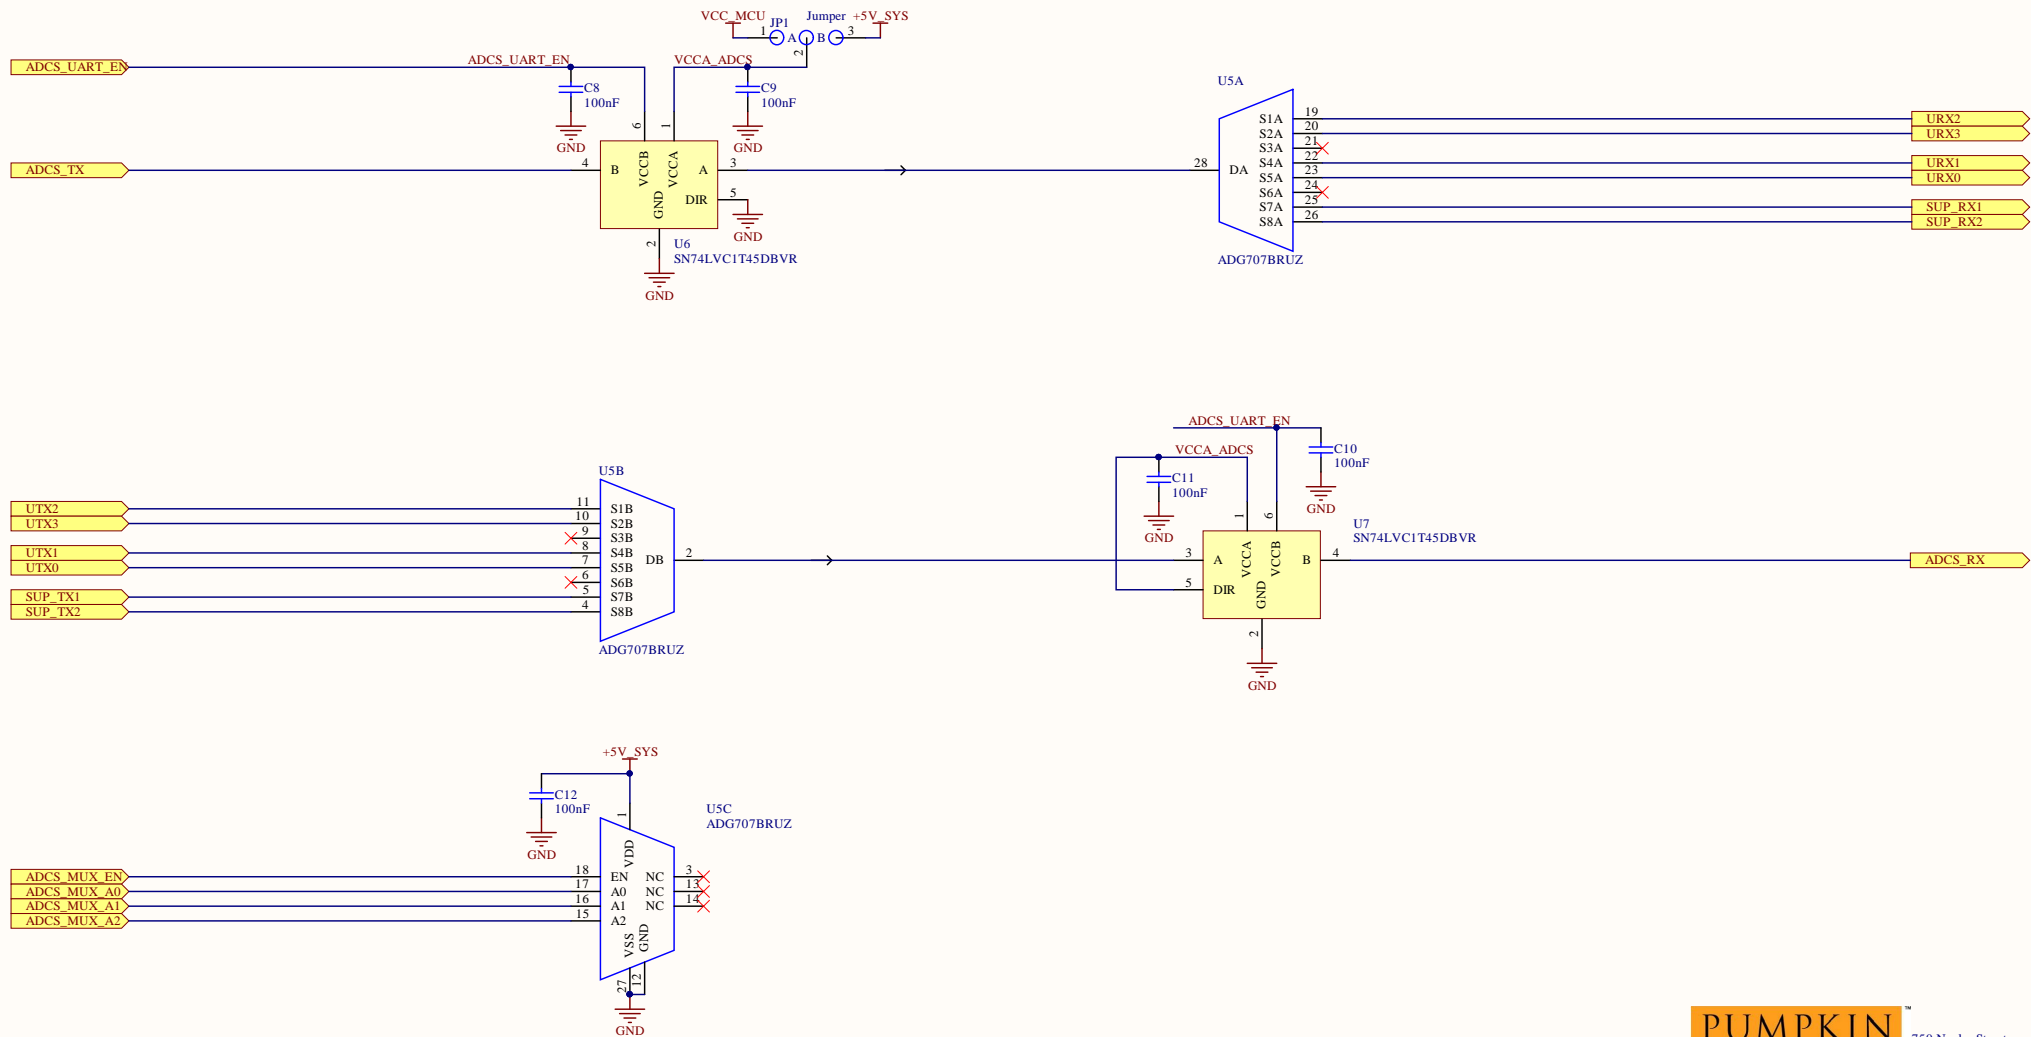 VCC_MCU
JP1
Jumper
+5V_SYS
1
A
B
3
2
ADCS_UART_EN
ADCS_UART_EN
VCCA_ADCS
C8
100nF
GND
C9
100nF
GND
6
1
ADCS_TX
4
B
VCCB
VCCA
GND
A
3
DIR
5
GND
2
U6
SN74LVC1T45DBVR
GND
U5A
28
DA
S1A 19 URX2
S2A 20 URX3
S3A 21
S4A 22 URX1
S5A 23 URX0
S6A 24
S7A 25 SUP_RX1
S8A 26 SUP_RX2
ADG707BRUZ
ADCS_UART_EN
VCCA_ADCS
C10
100nF
GND
C11
100nF
GND
U5B
UTX2 11 S1B
UTX3 10 S2B
9 S3B
UTX1 8 S4B
UTX0 7 S5B
6 S6B
SUP_TX1 5 S7B
SUP_TX2 4 S8B
DB
2
ADG707BRUZ
1
6
U7
SN74LVC1T45DBVR
3
A
VCCA
VCCB
GND
B
4
ADCS_RX
5
DIR
2
GND
+5V_SYS
C12
100nF
GND
1
U5C
ADG707BRUZ
VDD
ADCS_MUX_EN 18 EN NC 3
ADCS_MUX_A0 17 A0 NC 13
ADCS_MUX_A1 16 A1 NC 14
ADCS_MUX_A2 15 A2
VSS
GND
27
12
GND
PUMPKIN
™